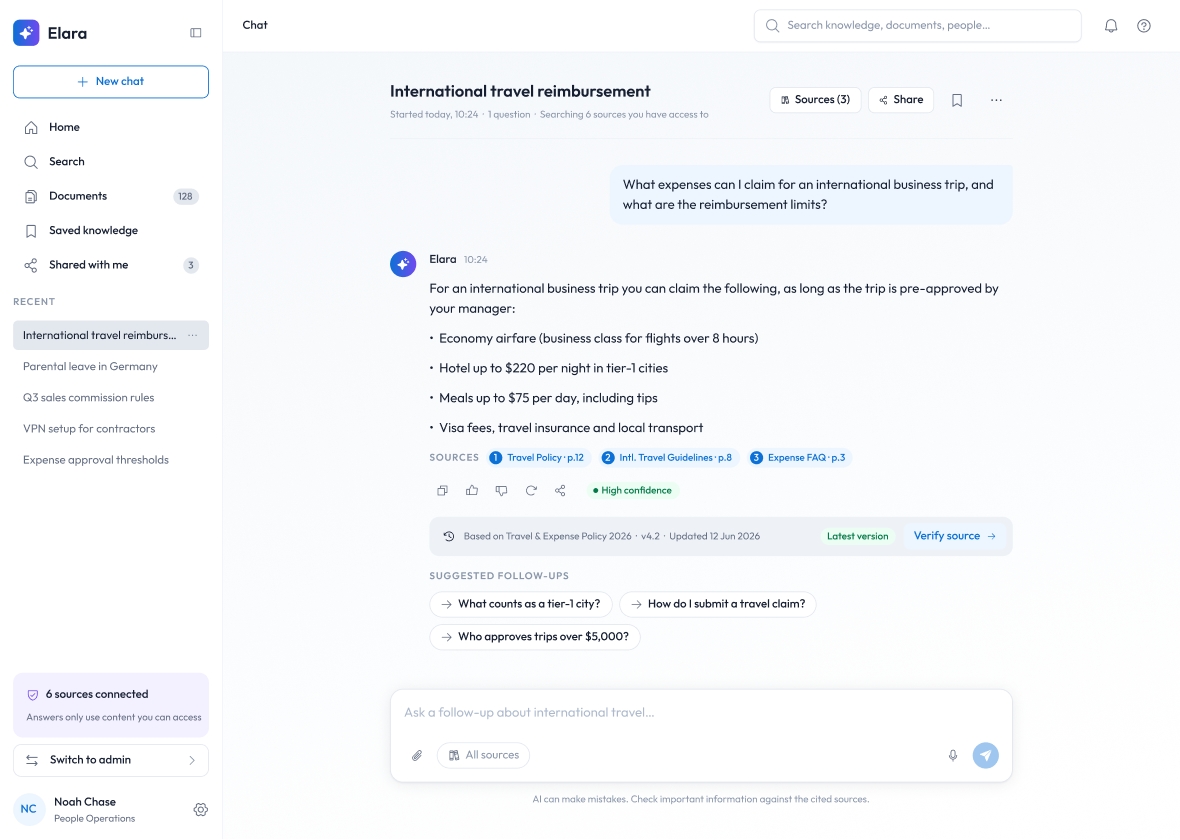 Elara
New chat
Home
Search
Documents 128
Saved knowledge
Shared with me 3
RECENT
International travel reimburs... ...
Parental leave in Germany
Q3 sales commission rules
VPN setup for contractors
Expense approval thresholds
6 sources connected
Answers only use content you can access
Switch to admin
NC
Noah Chase
People Operations
Chat
Search knowledge, documents, people...
International travel reimbursement
Started today, 10:24 · 1 question · Searching 6 sources you have access to
Sources (3)
Share
What expenses can I claim for an international business trip, and
what are the reimbursement limits?
Elara 10:24
For an international business trip you can claim the following, as long as the trip is pre-approved by
your manager:
• Economy airfare (business class for flights over 8 hours)
• Hotel up to $220 per night in tier-1 cities
• Meals up to $75 per day, including tips
• Visa fees, travel insurance and local transport
SOURCES 1 Travel Policy · p.12 2 Intl. Travel Guidelines · p.8 3 Expense FAQ · p.3
High confidence
Based on Travel & Expense Policy 2026 · v4.2 · Updated 12 Jun 2026 Latest version Verify source →
SUGGESTED FOLLOW-UPS
→ What counts as a tier-1 city? → How do I submit a travel claim?
→ Who approves trips over $5,000?
Ask a follow-up about international travel...
All sources
AI can make mistakes. Check important information against the cited sources.